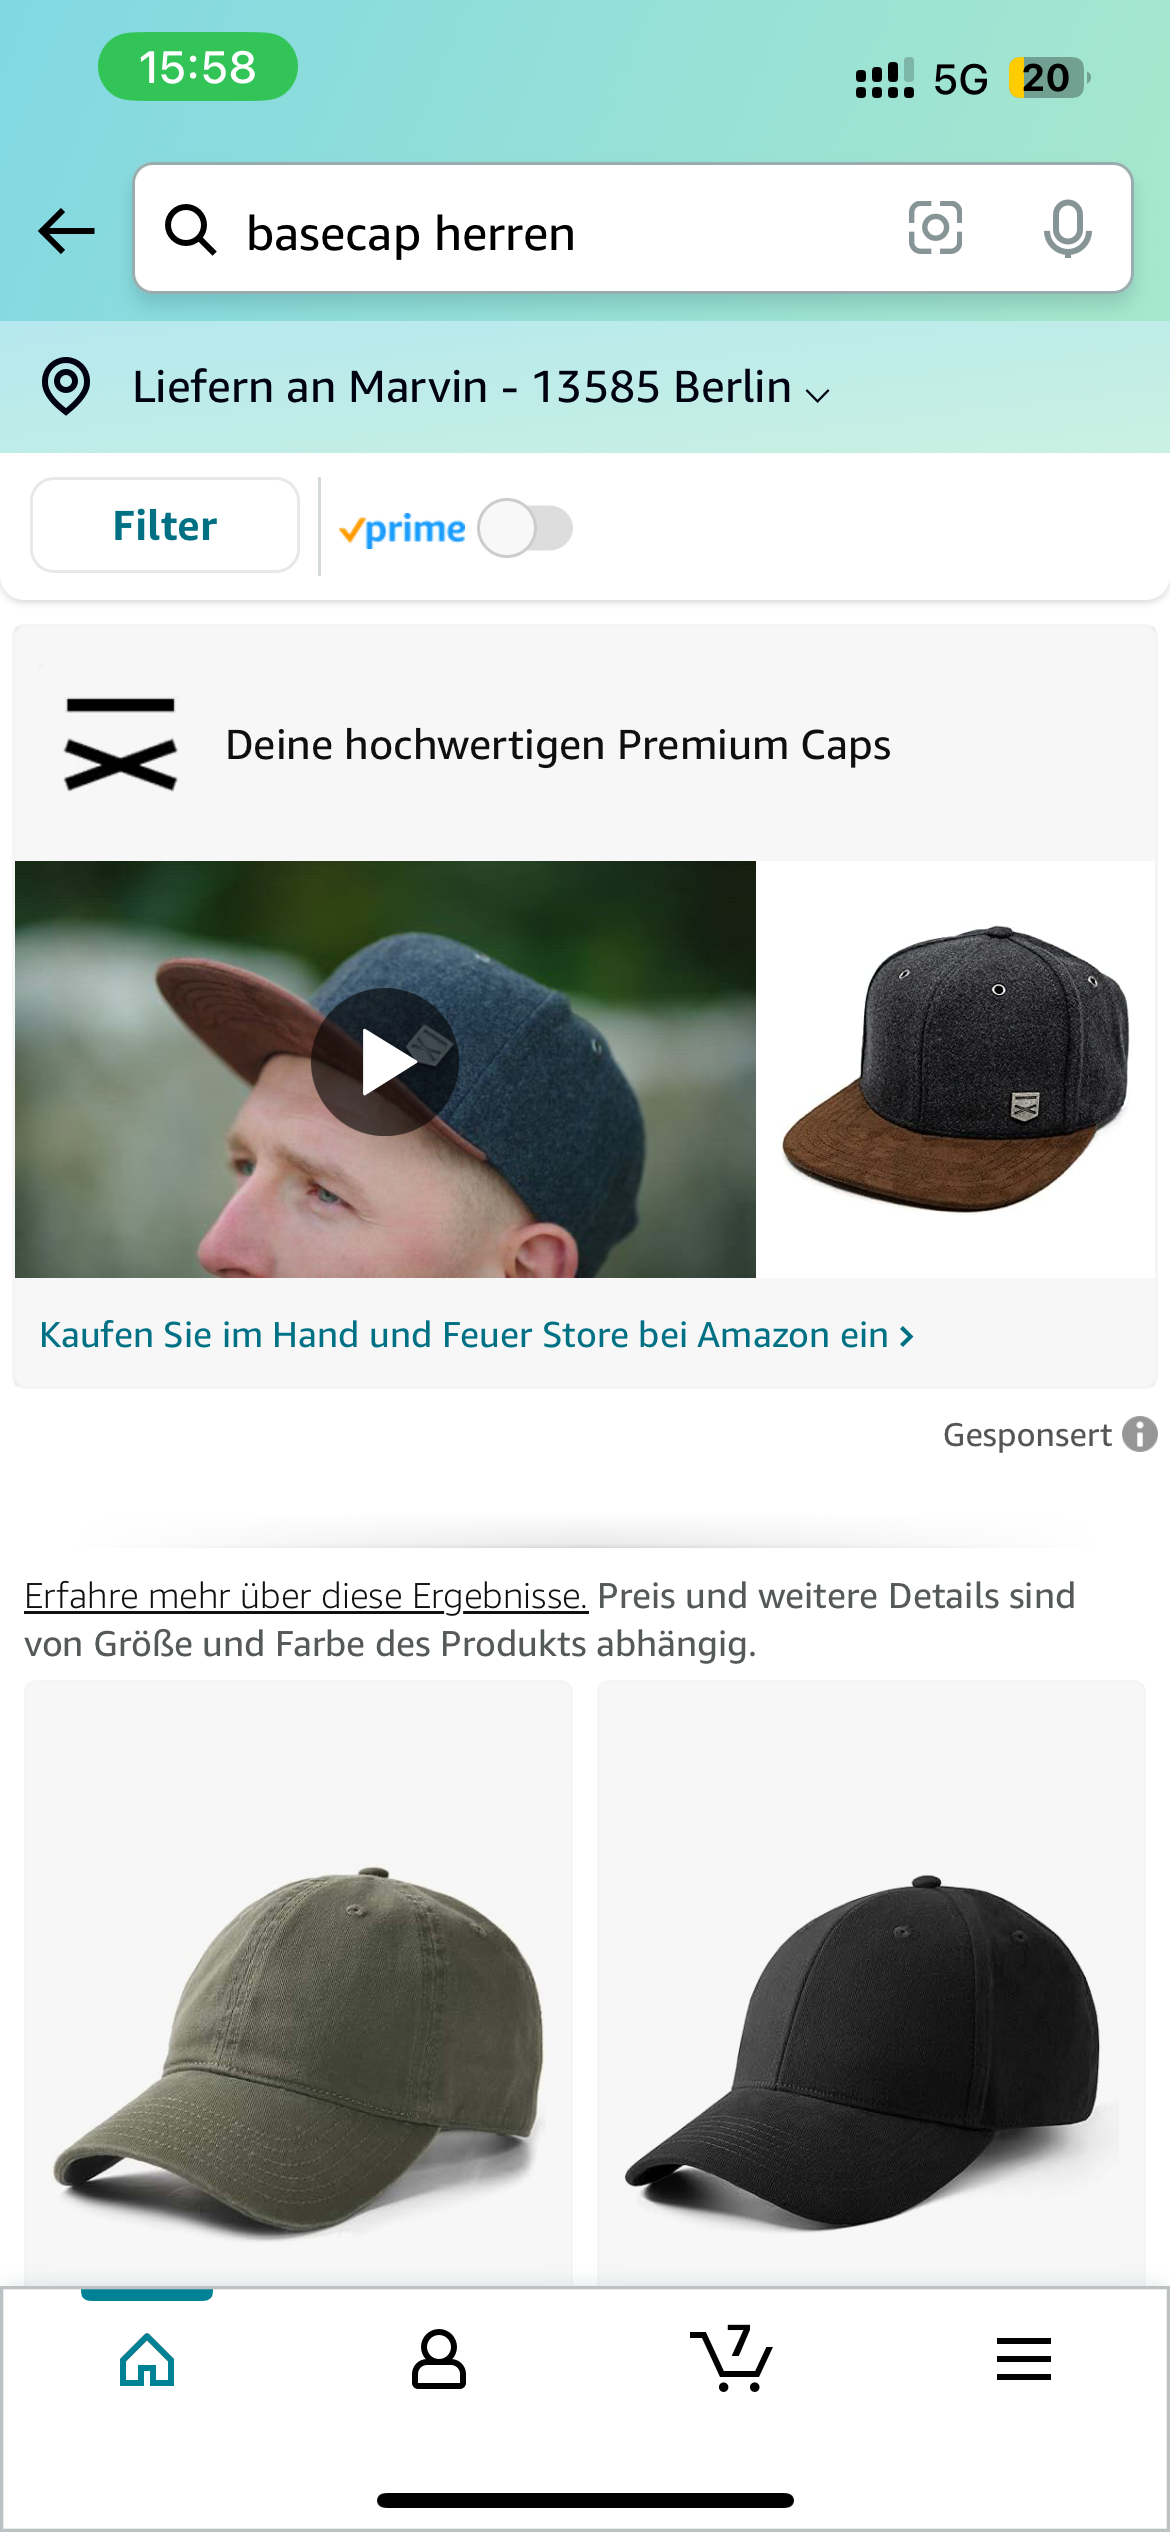 15:58
5G 20
basecap herren
Liefern an Marvin - 13585 Berlin
Filter
prime
Deine hochwertigen Premium Caps
Kaufen Sie im Hand und Feuer Store bei Amazon ein
Gesponsert
Erfahre mehr über diese Ergebnisse. Preis und weitere Details sind
von Größe und Farbe des Produkts abhängig.
7